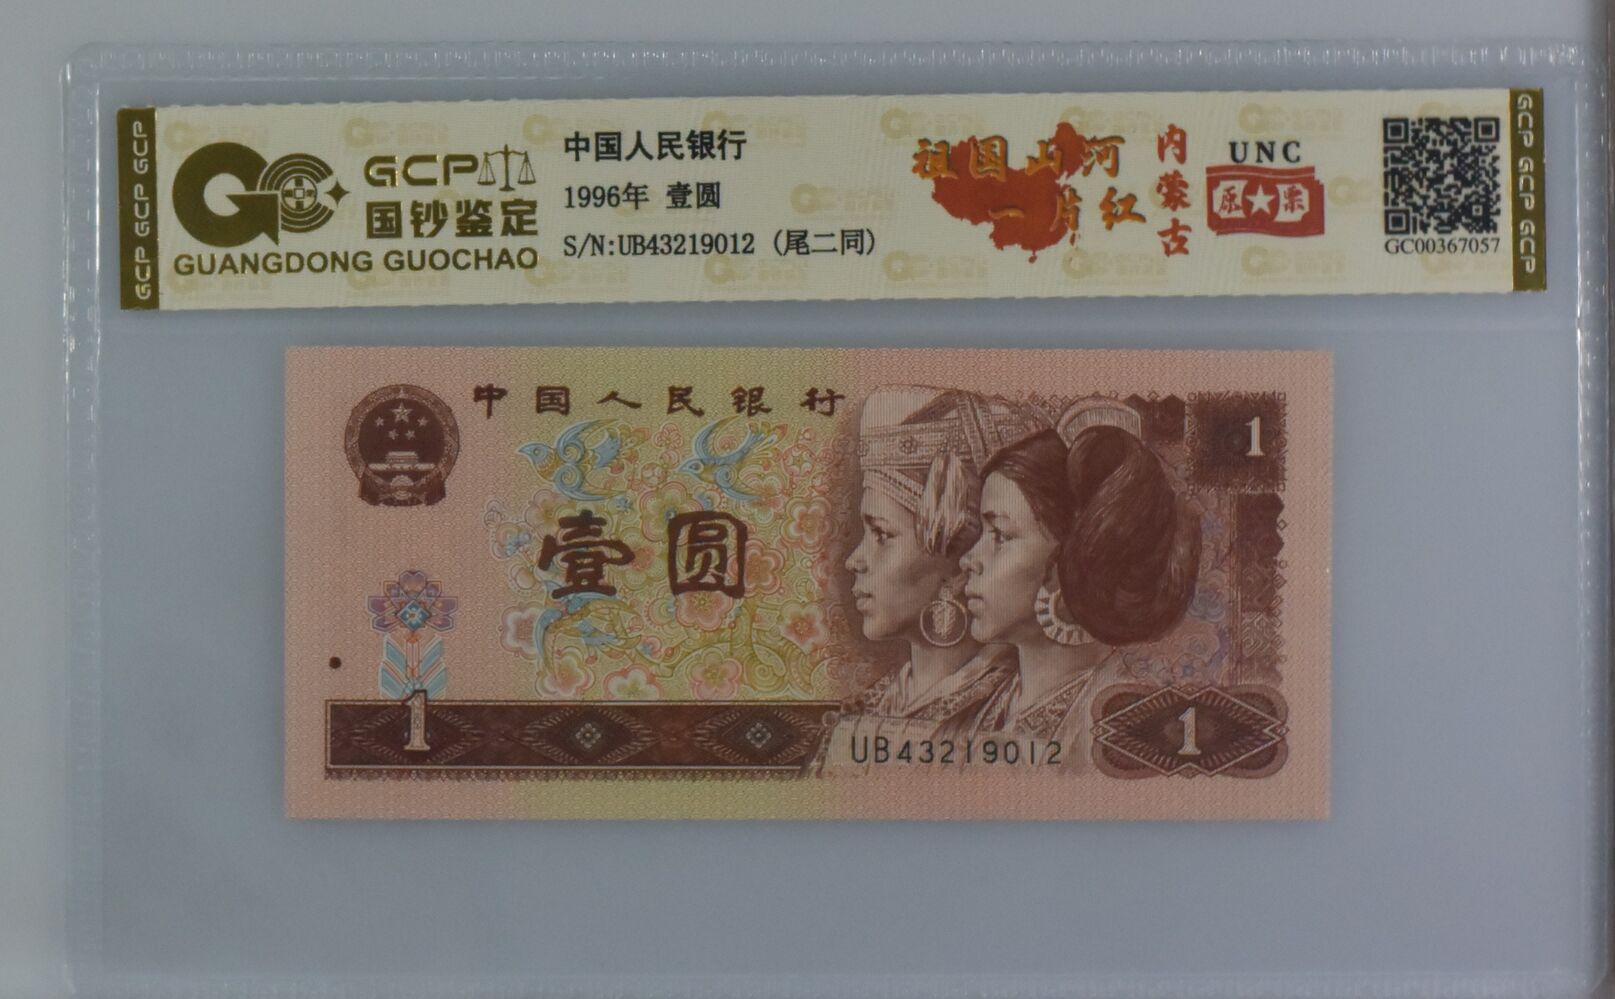 GCP GCP GCP
GCP
国钞鉴定
GUANGDONG GUOCHAO
中国人民银行
1996年 壹圆
S/N:UB43219012 (尾二同)
祖国山河
一片红
内蒙古
UNC
原票
GC00367057
GCP GCP GCP
中国人民银行
1
壹圆
1
UB43219012
1